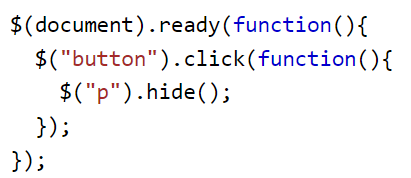 $(document).ready(function(){
  $("button").click(function(){
    $("p").hide();
  });
});